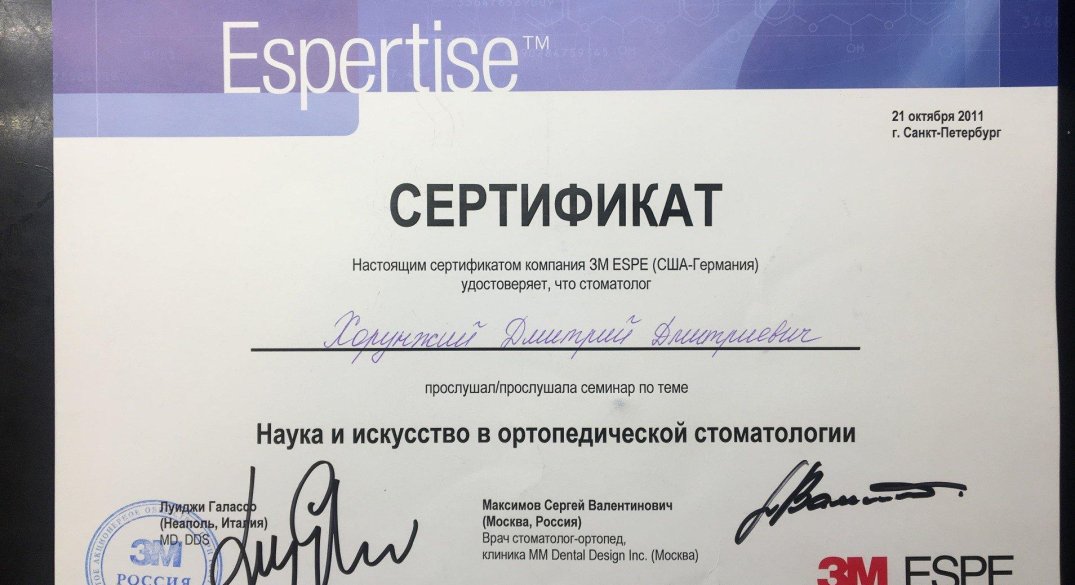 Espertise™
21 октября 2011
г. Санкт-Петербург
СЕРТИФИКАТ
Настоящим сертификатом компания 3M ESPE (США-Германия)
удостоверяет, что стоматолог
Хорунжий Дмитрий Дмитриевич
прослушал/прослушала семинар по теме
Наука и искусство в ортопедической стоматологии
Луиджи Галассо
(Неаполь, Италия)
MD, DDS
Максимов Сергей Валентинович
(Москва, Россия)
Врач стоматолог-ортопед,
клиника MM Dental Design Inc. (Москва)
3M
РОССИЯ
3M ESPE